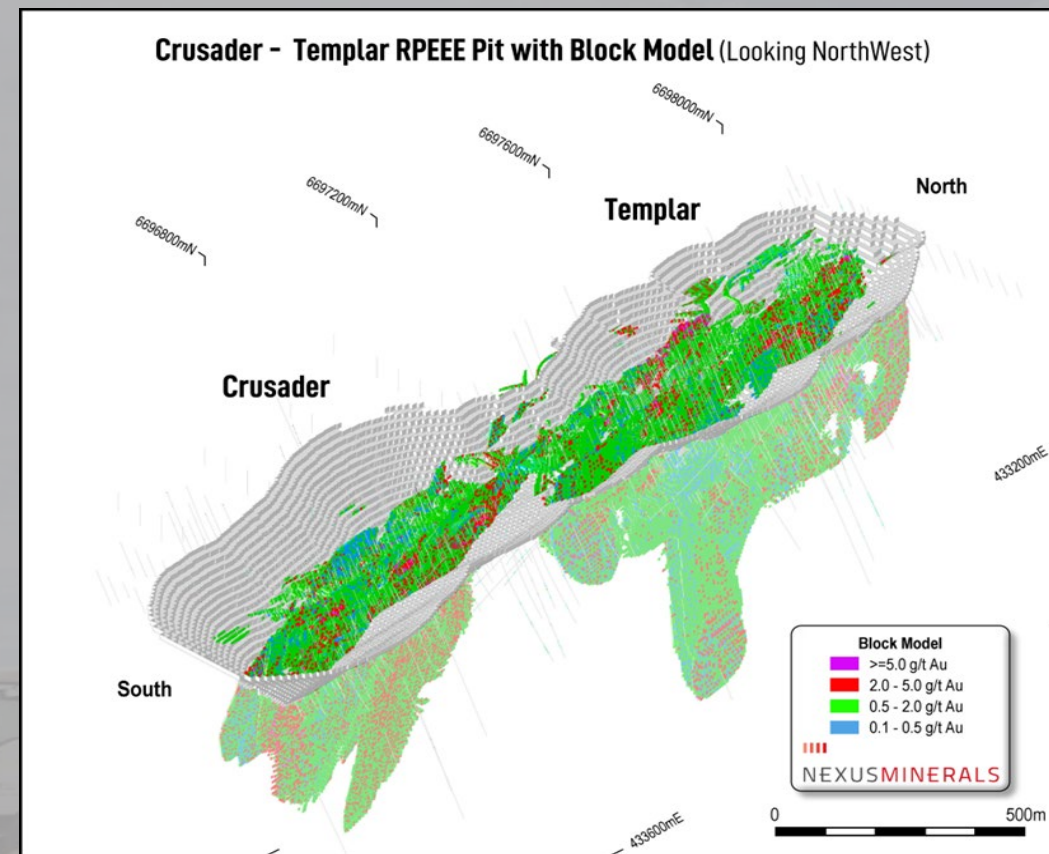 Crusader - Templar RPEEE Pit with Block Model (Looking NorthWest)
6698000mN
6697600mN
6697200mN
6696800mN
North
Templar
Crusader
433200mE
South
Block Model
>=5.0 g/t Au
2.0 - 5.0 g/t Au
0.5 - 2.0 g/t Au
0.1 - 0.5 g/t Au
NEXUSMINERALS
0 500m
433600mE